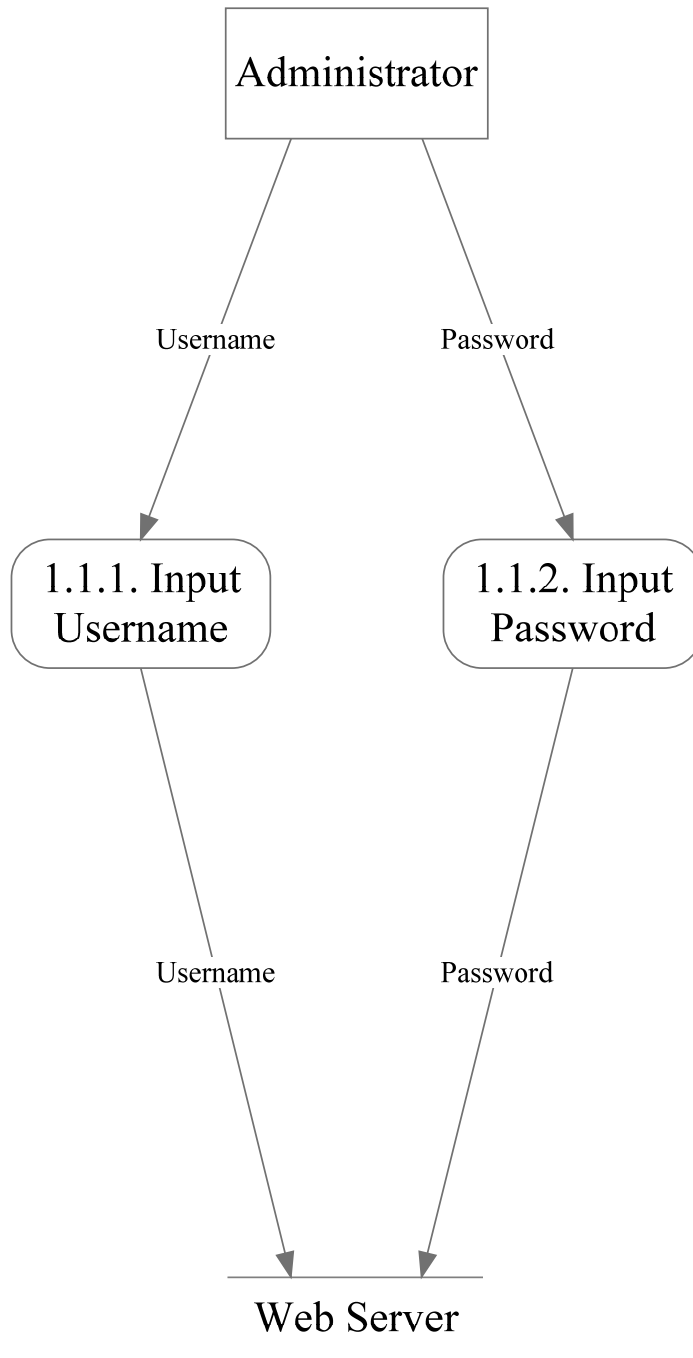 Administrator
Username
Password
1.1.1. Input
Username
1.1.2. Input
Password
Username
Password
Web Server